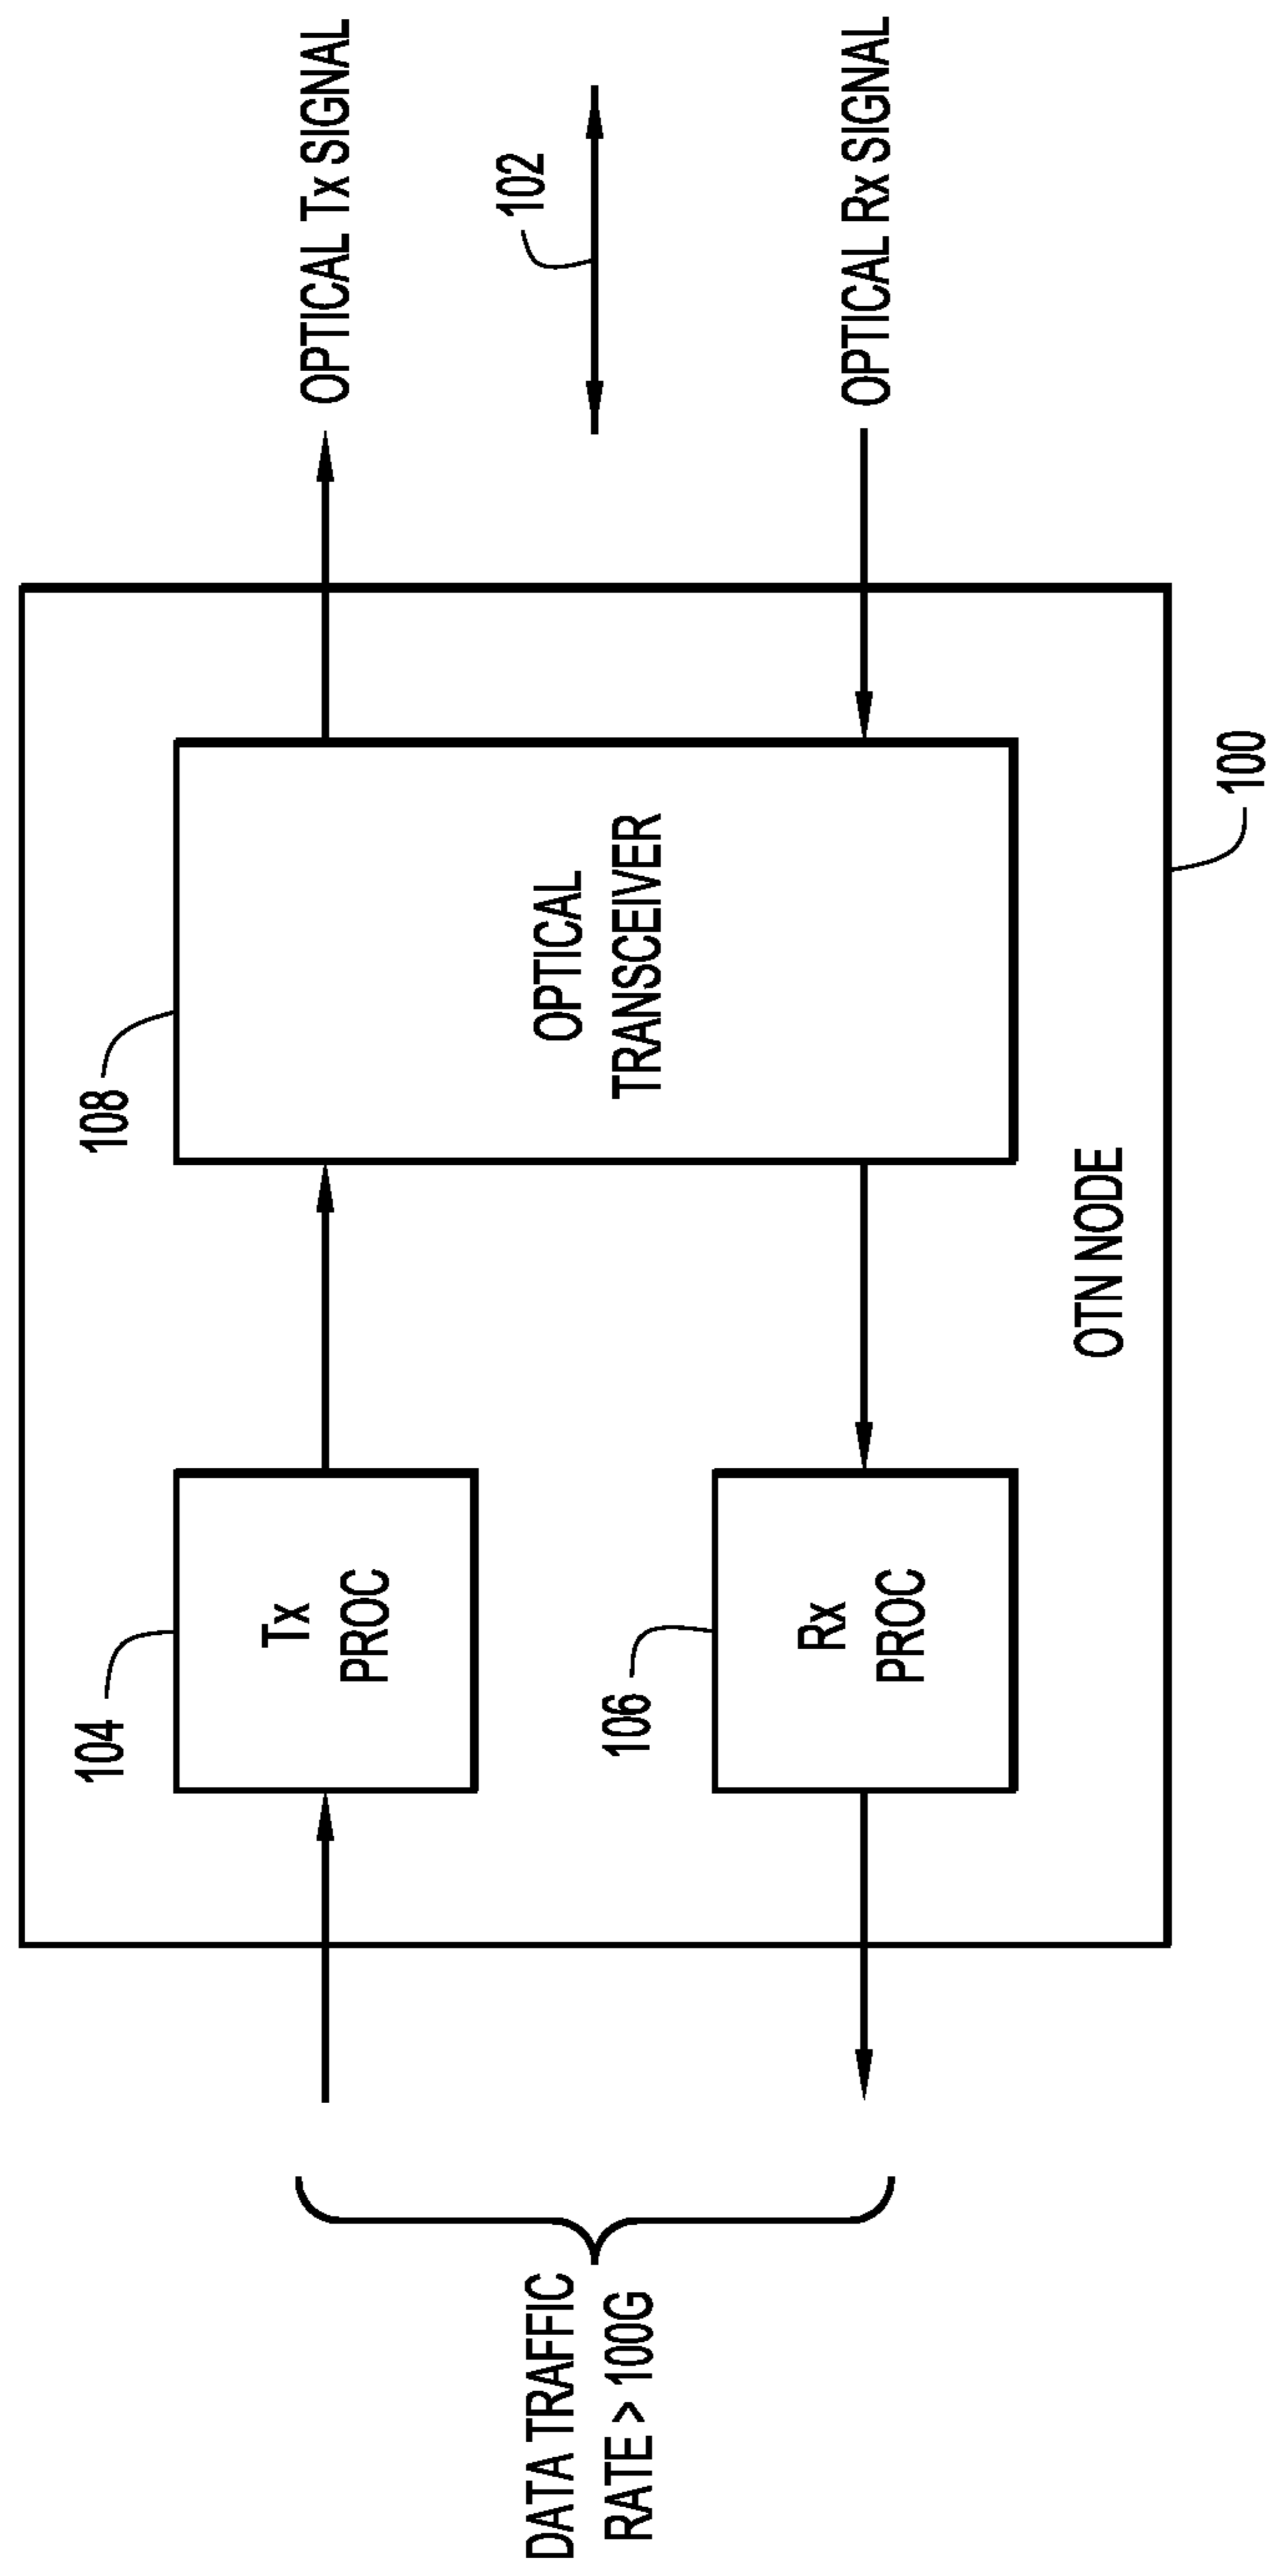 DATA TRAFFIC
RATE > 100G
104
Tx
PROC
106
Rx
PROC
108
OPTICAL
TRANSCEIVER
OTN NODE
100
OPTICAL Tx SIGNAL
102
OPTICAL Rx SIGNAL